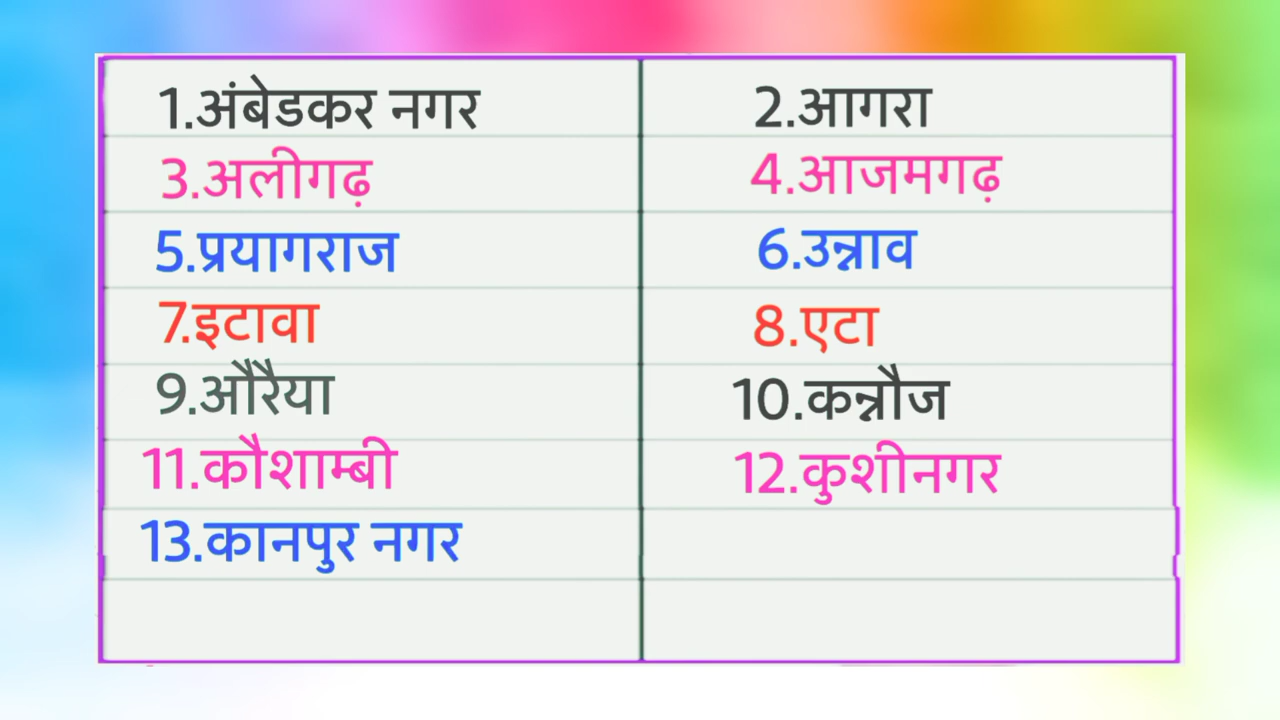 1.अंबेडकर नगर
2.आगरा
3.अलीगढ़
4.आजमगढ़
5.प्रयागराज
6.उन्नाव
7.इटावा
8.एटा
9.औरैया
10.कन्नौज
11.कौशाम्बी
12.कुशीनगर
13.कानपुर नगर